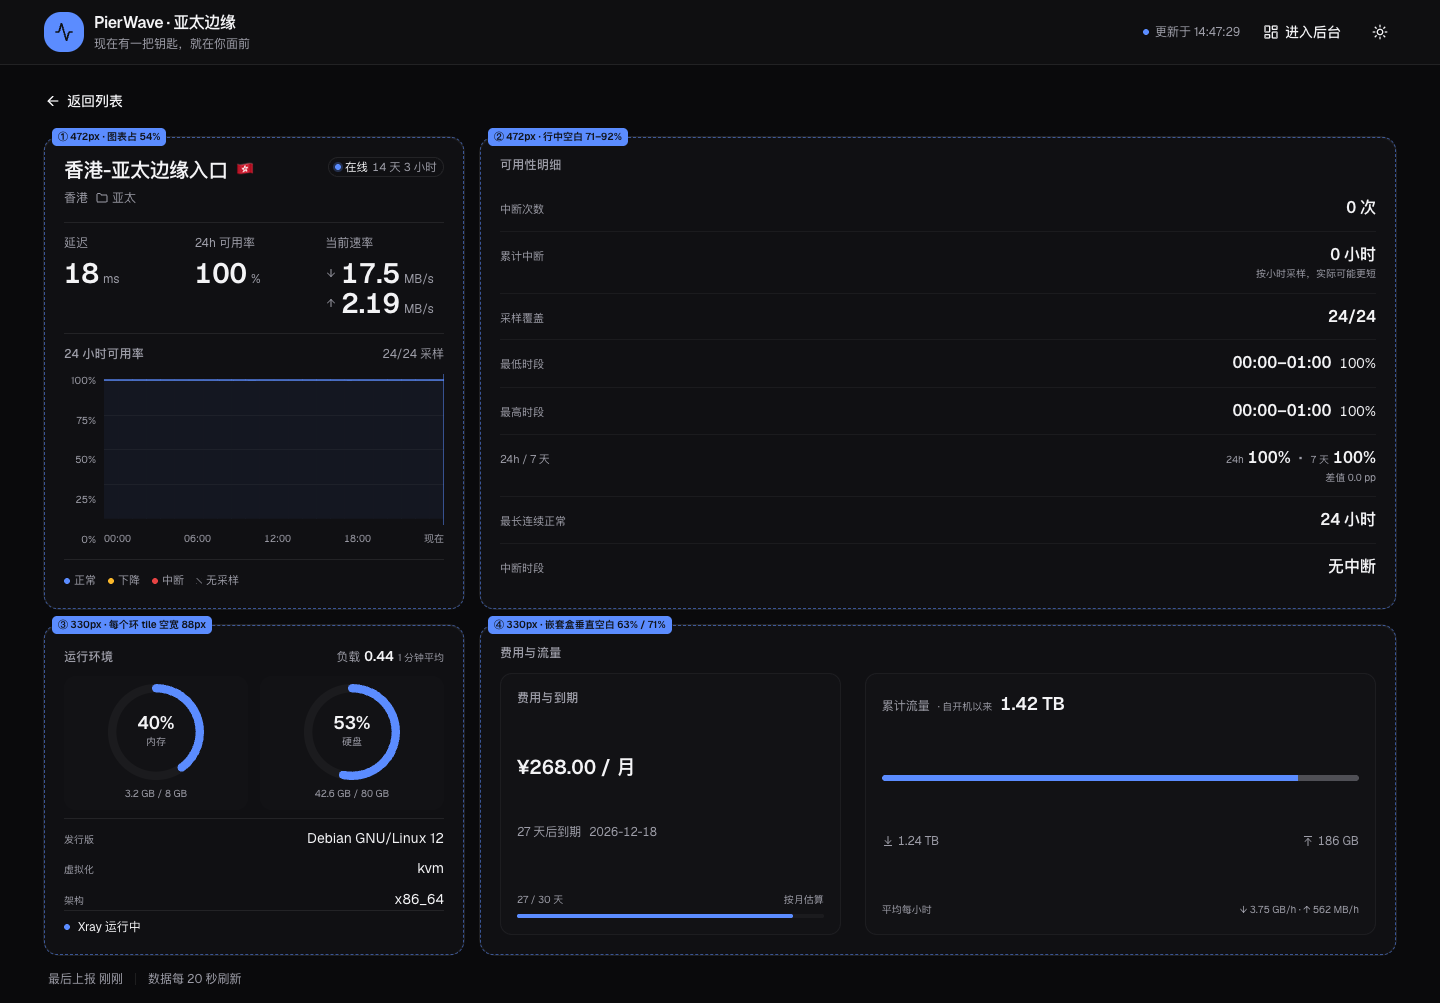 PierWave · 亚太边缘
现在有一把钥匙，就在你面前
更新于 14:47:29
进入后台
返回列表
① 472px · 图表占 54%
香港-亚太边缘入口
在线 14 天 3 小时
香港 亚太
延迟
24h 可用率
当前速率
18 ms
100 %
↓ 17.5 MB/s
↑ 2.19 MB/s
24 小时可用率
24/24 采样
100%
75%
50%
25%
0%
00:00 06:00 12:00 18:00 现在
正常 下降 中断 无采样
② 472px · 行中空白 71–92%
可用性明细
中断次数 0 次
累计中断 0 小时
按小时采样，实际可能更短
采样覆盖 24/24
最低时段 00:00–01:00 100%
最高时段 00:00–01:00 100%
24h / 7 天 24h 100% · 7 天 100%
差值 0.0 pp
最长连续正常 24 小时
中断时段 无中断
③ 330px · 每个环 tile 空宽 88px
运行环境
负载 0.44 1 分钟平均
40%
内存
3.2 GB / 8 GB
53%
硬盘
42.6 GB / 80 GB
发行版 Debian GNU/Linux 12
虚拟化 kvm
架构 x86_64
Xray 运行中
④ 330px · 嵌套盒垂直空白 63% / 71%
费用与流量
费用与到期
¥268.00 / 月
27 天后到期 2026-12-18
27 / 30 天 按月估算
累计流量 · 自开机以来 1.42 TB
↓ 1.24 TB
↑ 186 GB
平均每小时 ↓ 3.75 GB/h · ↑ 562 MB/h
最后上报 刚刚
数据每 20 秒刷新